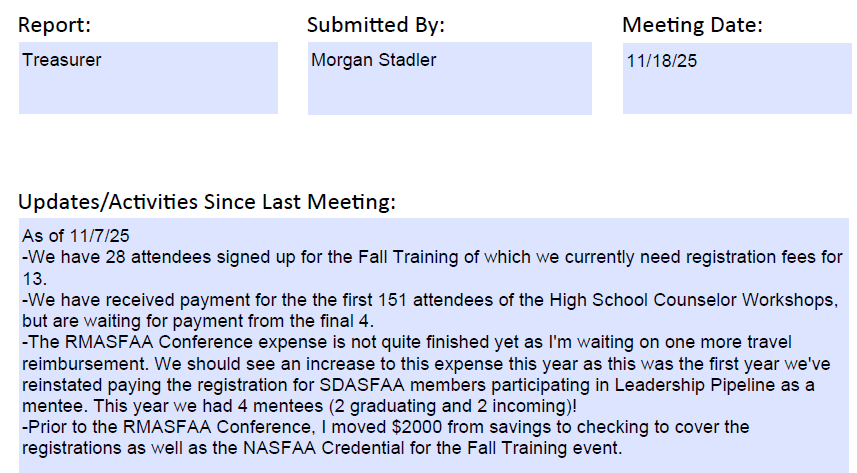 Report: Submitted By: Meeting Date:
Treasurer Morgan Stadler 11/18/25
Updates/Activities Since Last Meeting:
As of 11/7/25
-We have 28 attendees signed up for the Fall Training of which we currently need registration fees for
13.
-We have received payment for the the first 151 attendees of the High School Counselor Workshops,
but are waiting for payment from the final 4.
-The RMASFAA Conference expense is not quite finished yet as I'm waiting on one more travel
reimbursement. We should see an increase to this expense this year as this was the first year we've
reinstated paying the registration for SDASFAA members participating in Leadership Pipeline as a
mentee. This year we had 4 mentees (2 graduating and 2 incoming)!
-Prior to the RMASFAA Conference, I moved $2000 from savings to checking to cover the
registrations as well as the NASFAA Credential for the Fall Training event.